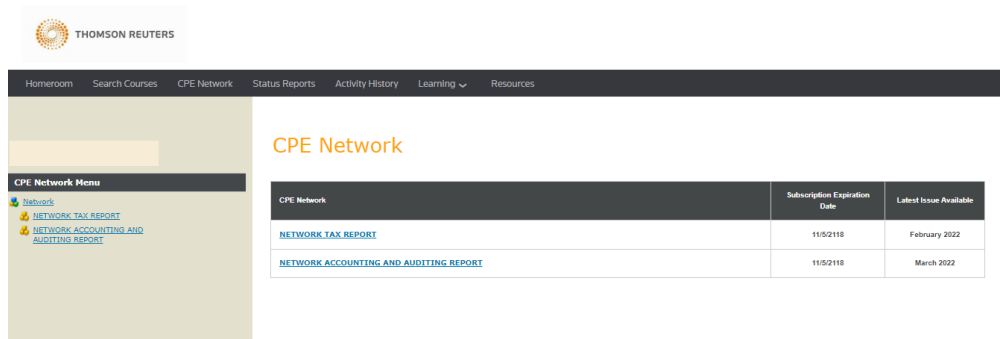 THOMSON REUTERS
Homeroom Search Courses CPE Network Status Reports Activity History Learning Resources
CPE Network
CPE Network Menu
Network
NETWORK TAX REPORT
NETWORK ACCOUNTING AND
AUDITING REPORT
CPE Network Subscription Expiration Date Latest Issue Available
NETWORK TAX REPORT 11/5/2118 February 2022
NETWORK ACCOUNTING AND AUDITING REPORT 11/5/2118 March 2022